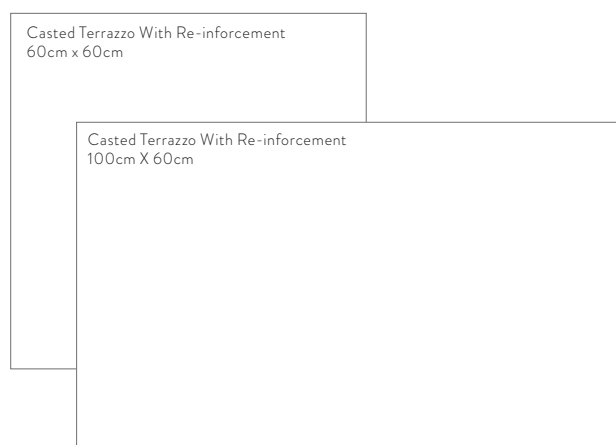 Casted Terrazzo With Re-inforcement
60cm x 60cm
Casted Terrazzo With Re-inforcement
100cm X 60cm